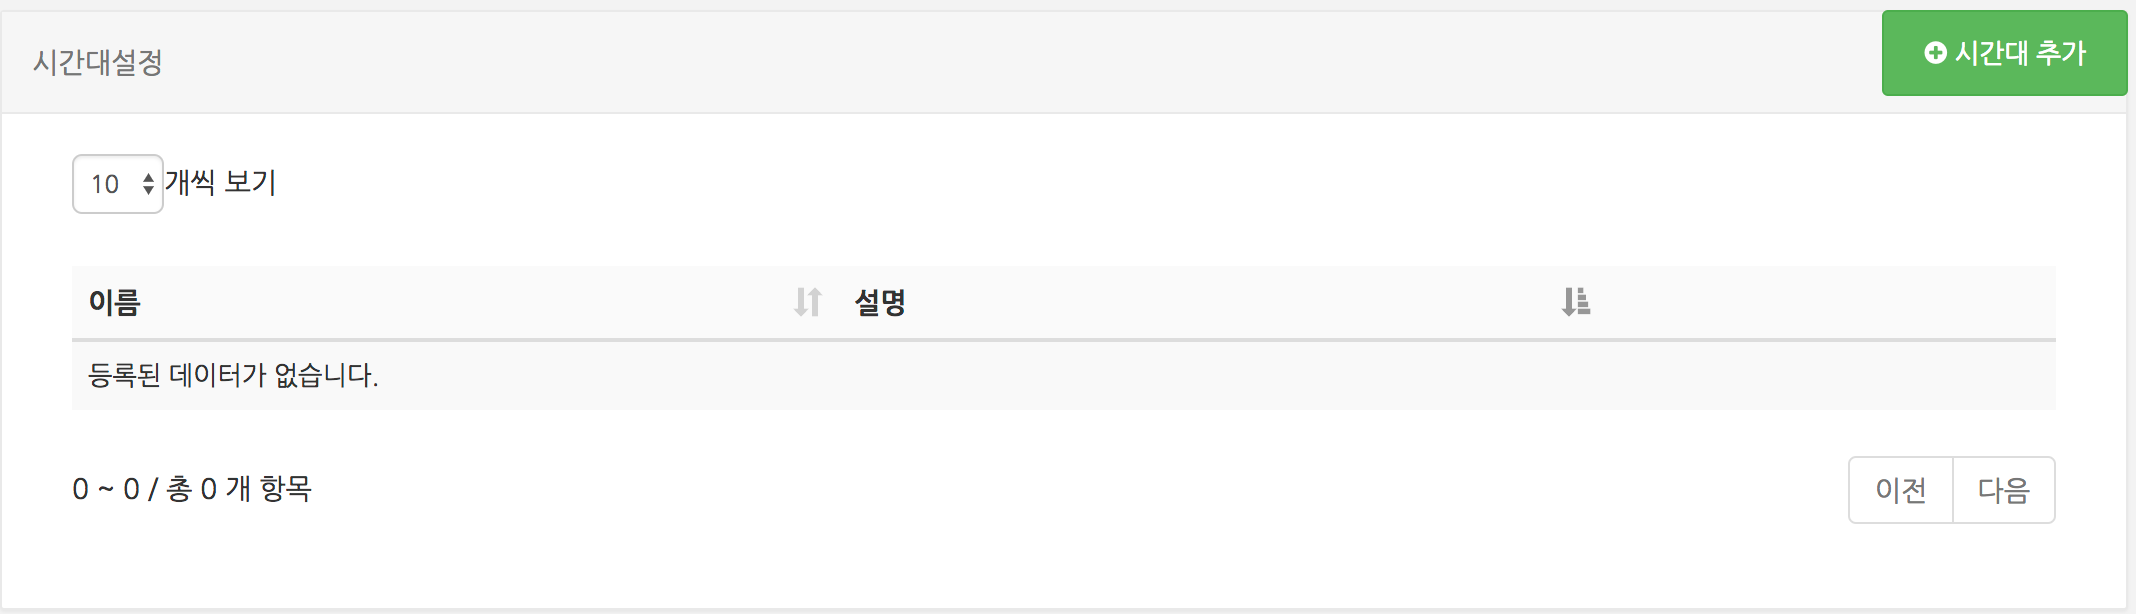 시간대설정
시간대 추가
10 개씩 보기
이름 설명
등록된 데이터가 없습니다.
0 ~ 0 / 총 0 개 항목
이전 다음